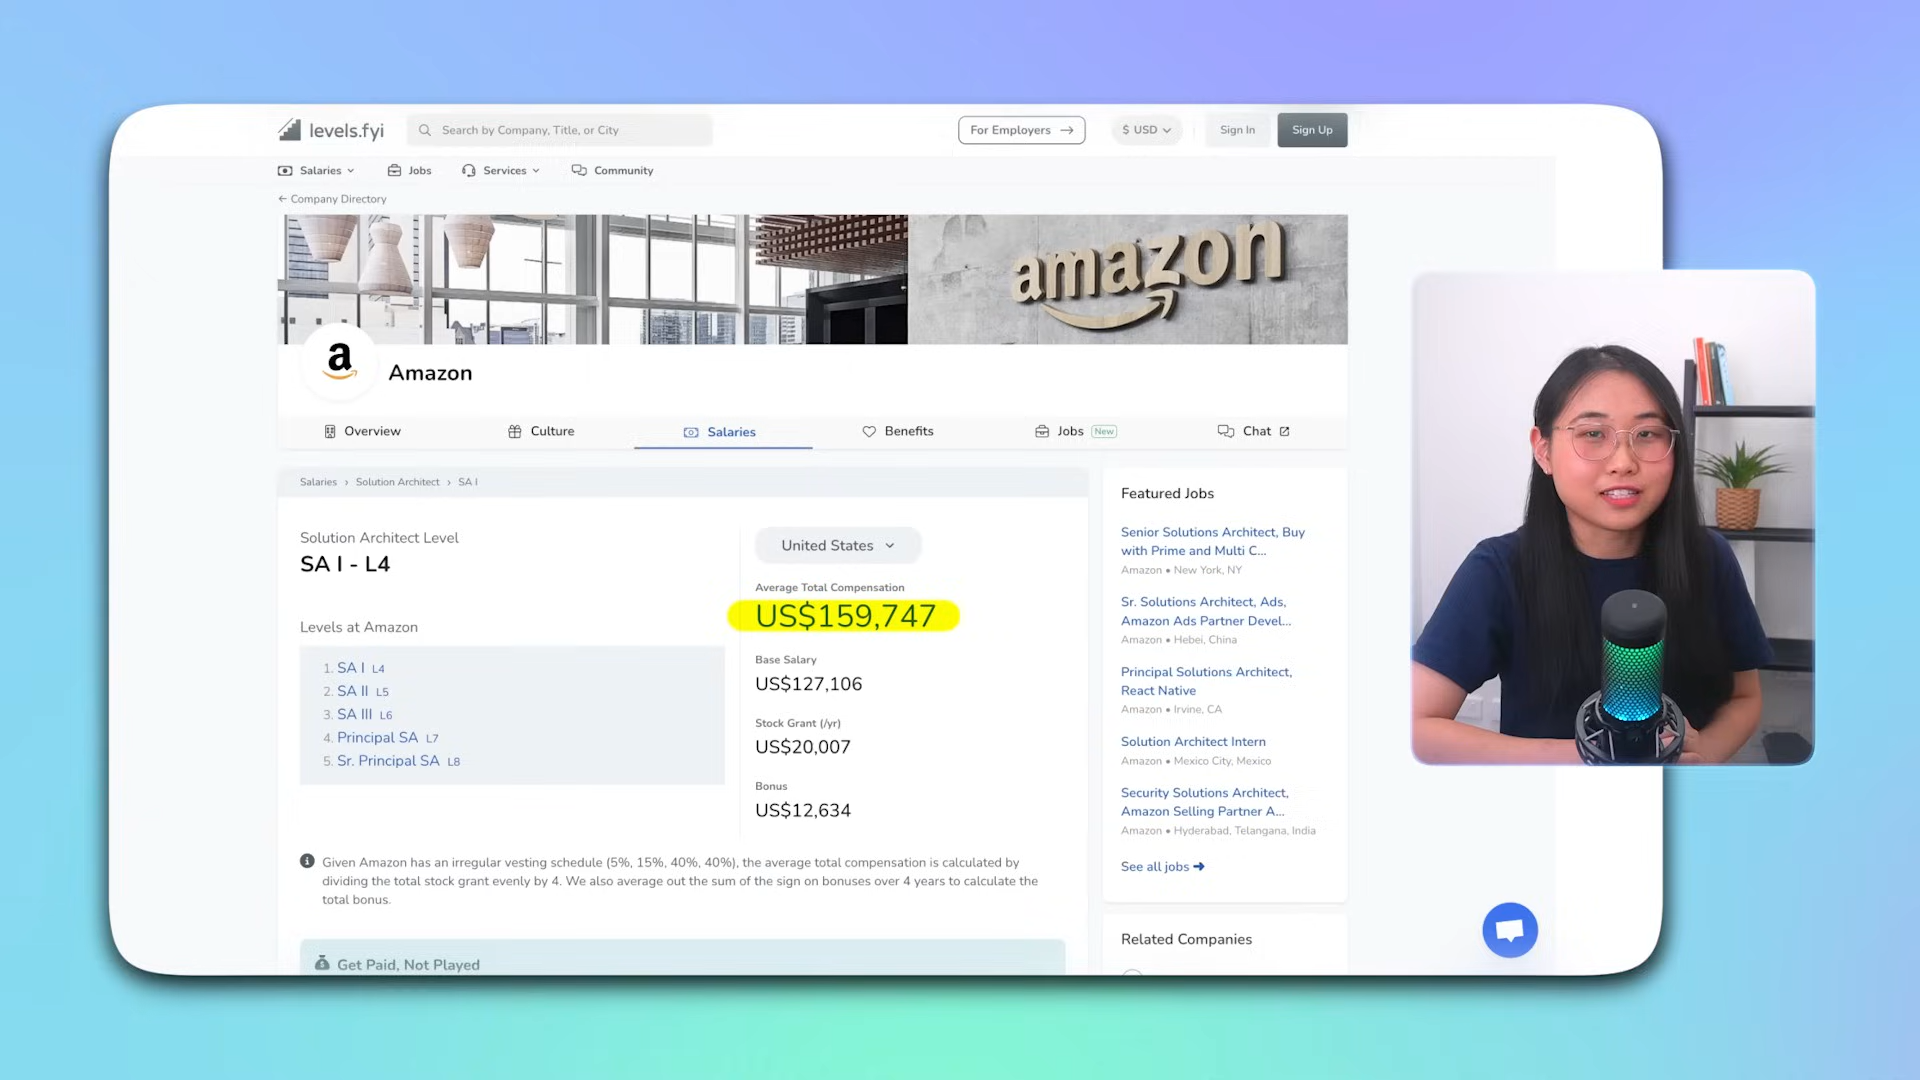 levels.fyi
Search by Company, Title, or City
For Employers →
$ USD
Sign In
Sign Up
Salaries
Jobs
Services
Community
← Company Directory
amazon
a
Amazon
Overview
Culture
Salaries
Benefits
Jobs New
Chat
Salaries › Solution Architect › SA I
Solution Architect Level
SA I - L4
Levels at Amazon
1. SA I L4
2. SA II L5
3. SA III L6
4. Principal SA L7
5. Sr. Principal SA L8
United States
Average Total Compensation
US$159,747
Base Salary
US$127,106
Stock Grant (/yr)
US$20,007
Bonus
US$12,634
Given Amazon has an irregular vesting schedule (5%, 15%, 40%, 40%), the average total compensation is calculated by
dividing the total stock grant evenly by 4. We also average out the sum of the sign on bonuses over 4 years to calculate the
total bonus.
Get Paid, Not Played
Featured Jobs
Senior Solutions Architect, Buy
with Prime and Multi C...
Amazon • New York, NY
Sr. Solutions Architect, Ads,
Amazon Ads Partner Devel...
Amazon • Hebei, China
Principal Solutions Architect,
React Native
Amazon • Irvine, CA
Solution Architect Intern
Amazon • Mexico City, Mexico
Security Solutions Architect,
Amazon Selling Partner A...
Amazon • Hyderabad, Telangana, India
See all jobs →
Related Companies